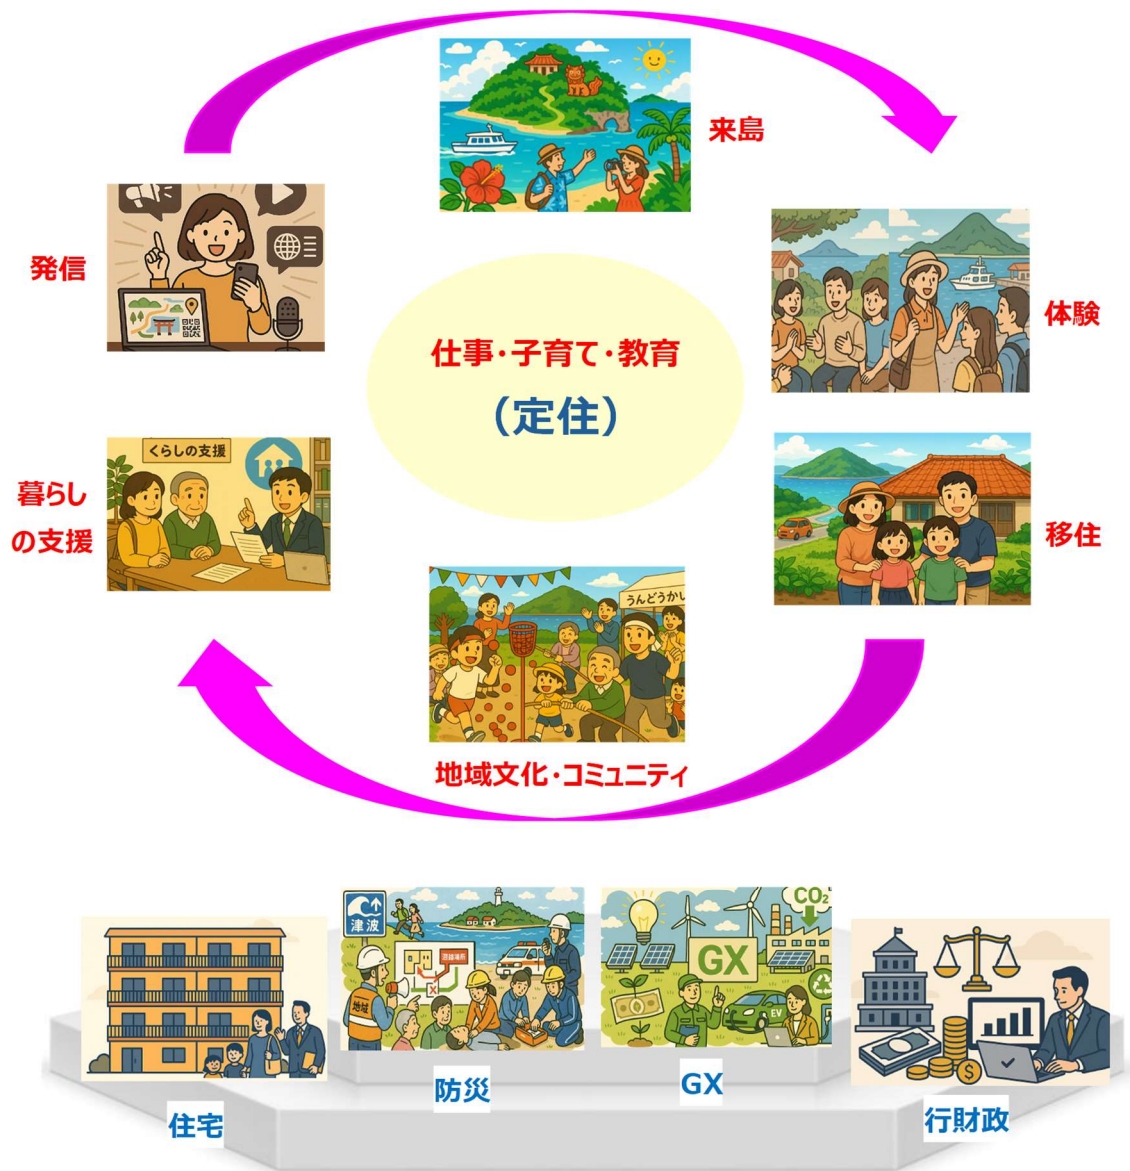 来島
発信
体験
仕事・子育て・教育
（定住）
くらしの支援
暮らし
の支援
移住
うんどうかい
地域文化・コミュニティ
津波
地域
CO₂
GX
EV
住宅
防災
GX
行財政